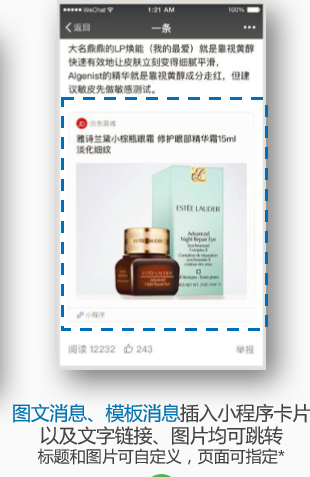 WeChat 1:21 AM 100%
返回 一条 •••
大名鼎鼎的LP焕能（我的最爱）就是靠视黄醇
快速有效地让皮肤立刻变得细腻平滑，
Algenist的精华就是靠视黄醇成分走红，但建
议敏皮先做敏感测试。
京东商城
雅诗兰黛小棕瓶眼霜 修护眼部精华霜15ml
淡化细纹
ESTĒE LAUDER
Advanced
Night Repair Eye
Synchronized
Complex II
小程序
阅读 12232 243 举报
图文消息、模板消息插入小程序卡片
以及文字链接、图片均可跳转
标题和图片可自定义，页面可指定*